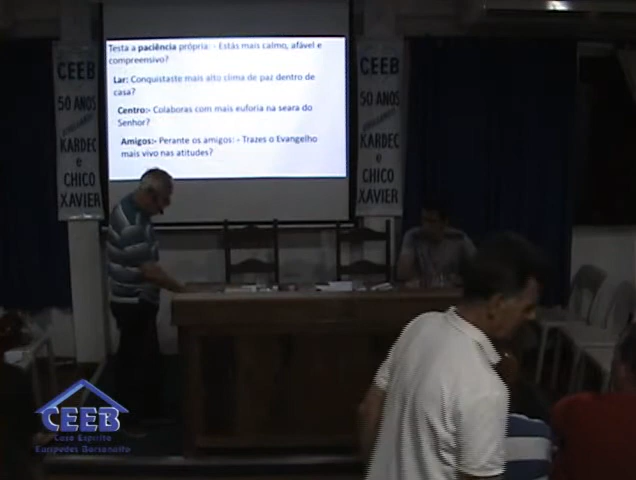 Testa a paciência própria: - Estás mais calmo, afável e
compreensivo?
Lar: Conquistaste mais alto clima de paz dentro de
casa?
Centro:- Colaboras com mais euforia na seara do
Senhor?
Amigos:- Perante os amigos: - Trazes o Evangelho
mais vivo nas atitudes?
CEEB
50 ANOS
KARDEC
e
CHICO
XAVIER
CEEB
50 ANOS
KARDEC
e
CHICO
XAVIER
CEEB
Casa Espírita
Eurípedes Barsanulfo